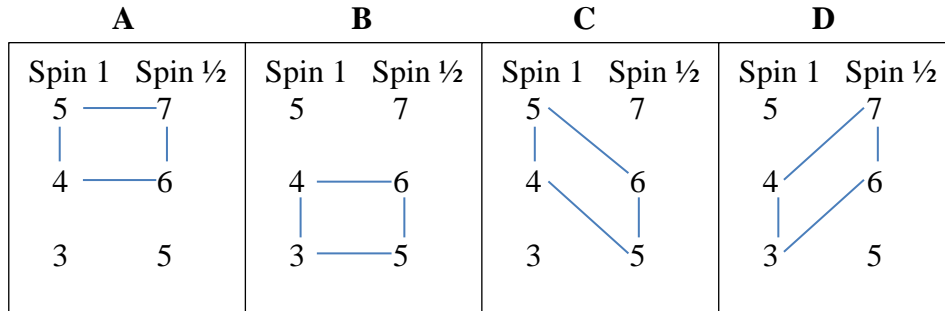 A B C D
Spin 1 Spin ½ Spin 1 Spin ½ Spin 1 Spin ½ Spin 1 Spin ½
5 7 5 7 5 7 5 7
4 6 4 6 4 6 4 6
3 5 3 5 3 5 3 5